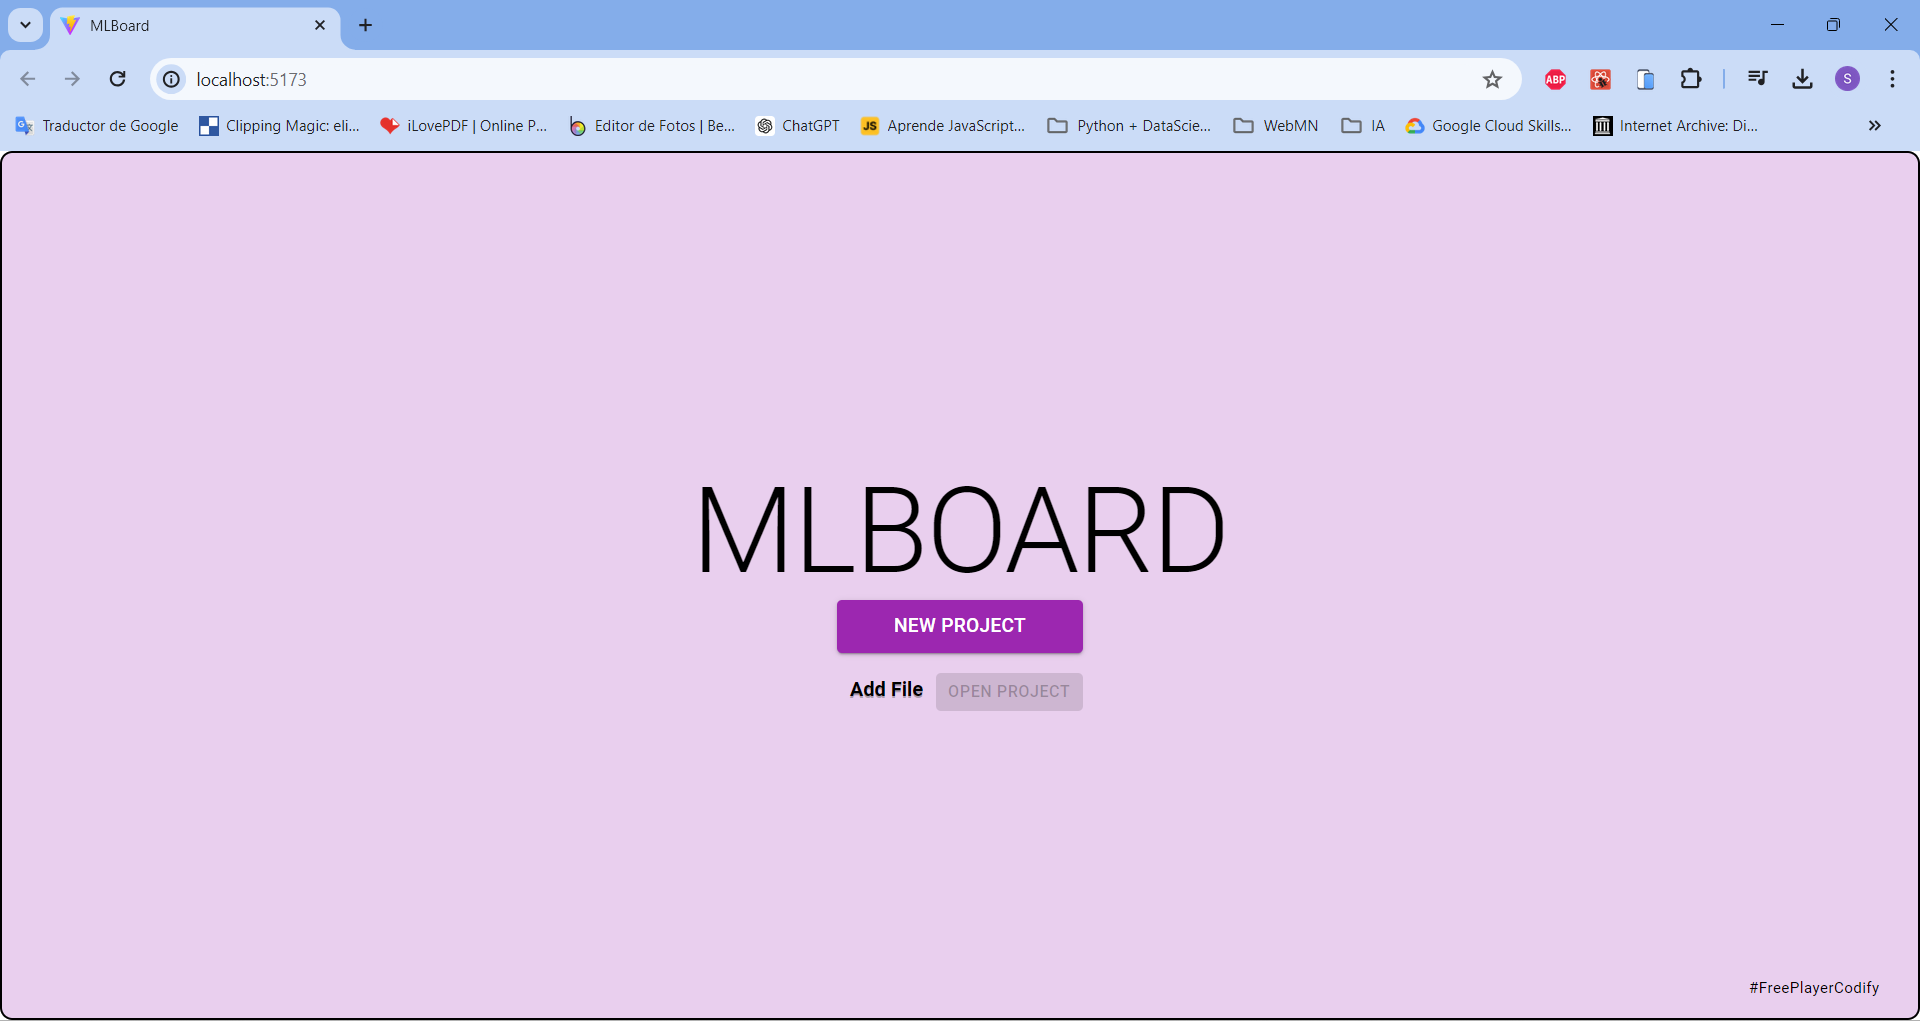 MLBoard
localhost:5173
ABP
S
Traductor de Google
Clipping Magic: eli...
iLovePDF | Online P...
Editor de Fotos | Be...
ChatGPT
JS
Aprende JavaScript...
Python + DataScie...
WebMN
IA
Google Cloud Skills...
Internet Archive: Di...
MLBOARD
NEW PROJECT
Add File
OPEN PROJECT
#FreePlayerCodify